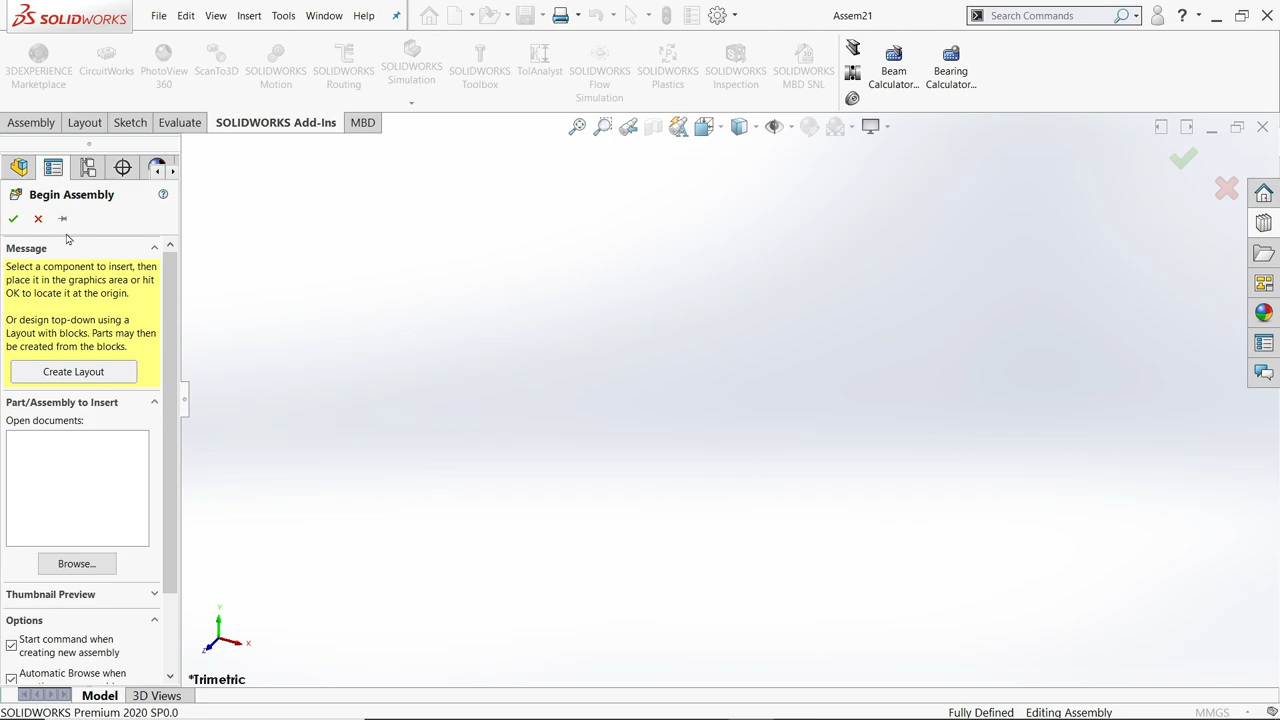 SOLIDWORKS
File Edit View Insert Tools Window Help
Assem21
Search Commands
3DEXPERIENCE
Marketplace
CircuitWorks
PhotoView
360
ScanTo3D
SOLIDWORKS
Motion
SOLIDWORKS
Routing
SOLIDWORKS
Simulation
SOLIDWORKS
Toolbox
TolAnalyst
SOLIDWORKS
Flow
Simulation
SOLIDWORKS
Plastics
SOLIDWORKS
Inspection
SOLIDWORKS
MBD SNL
Beam
Calculator...
Bearing
Calculator...
Assembly Layout Sketch Evaluate SOLIDWORKS Add-Ins MBD
Begin Assembly
Message
Select a component to insert, then
place it in the graphics area or hit
OK to locate it at the origin.
Or design top-down using a
Layout with blocks. Parts may then
be created from the blocks.
Create Layout
Part/Assembly to Insert
Open documents:
Browse...
Thumbnail Preview
Options
Start command when
creating new assembly
Automatic Browse when
Y
X
Z
*Trimetric
Model 3D Views
SOLIDWORKS Premium 2020 SP0.0
Fully Defined Editing Assembly MMGS